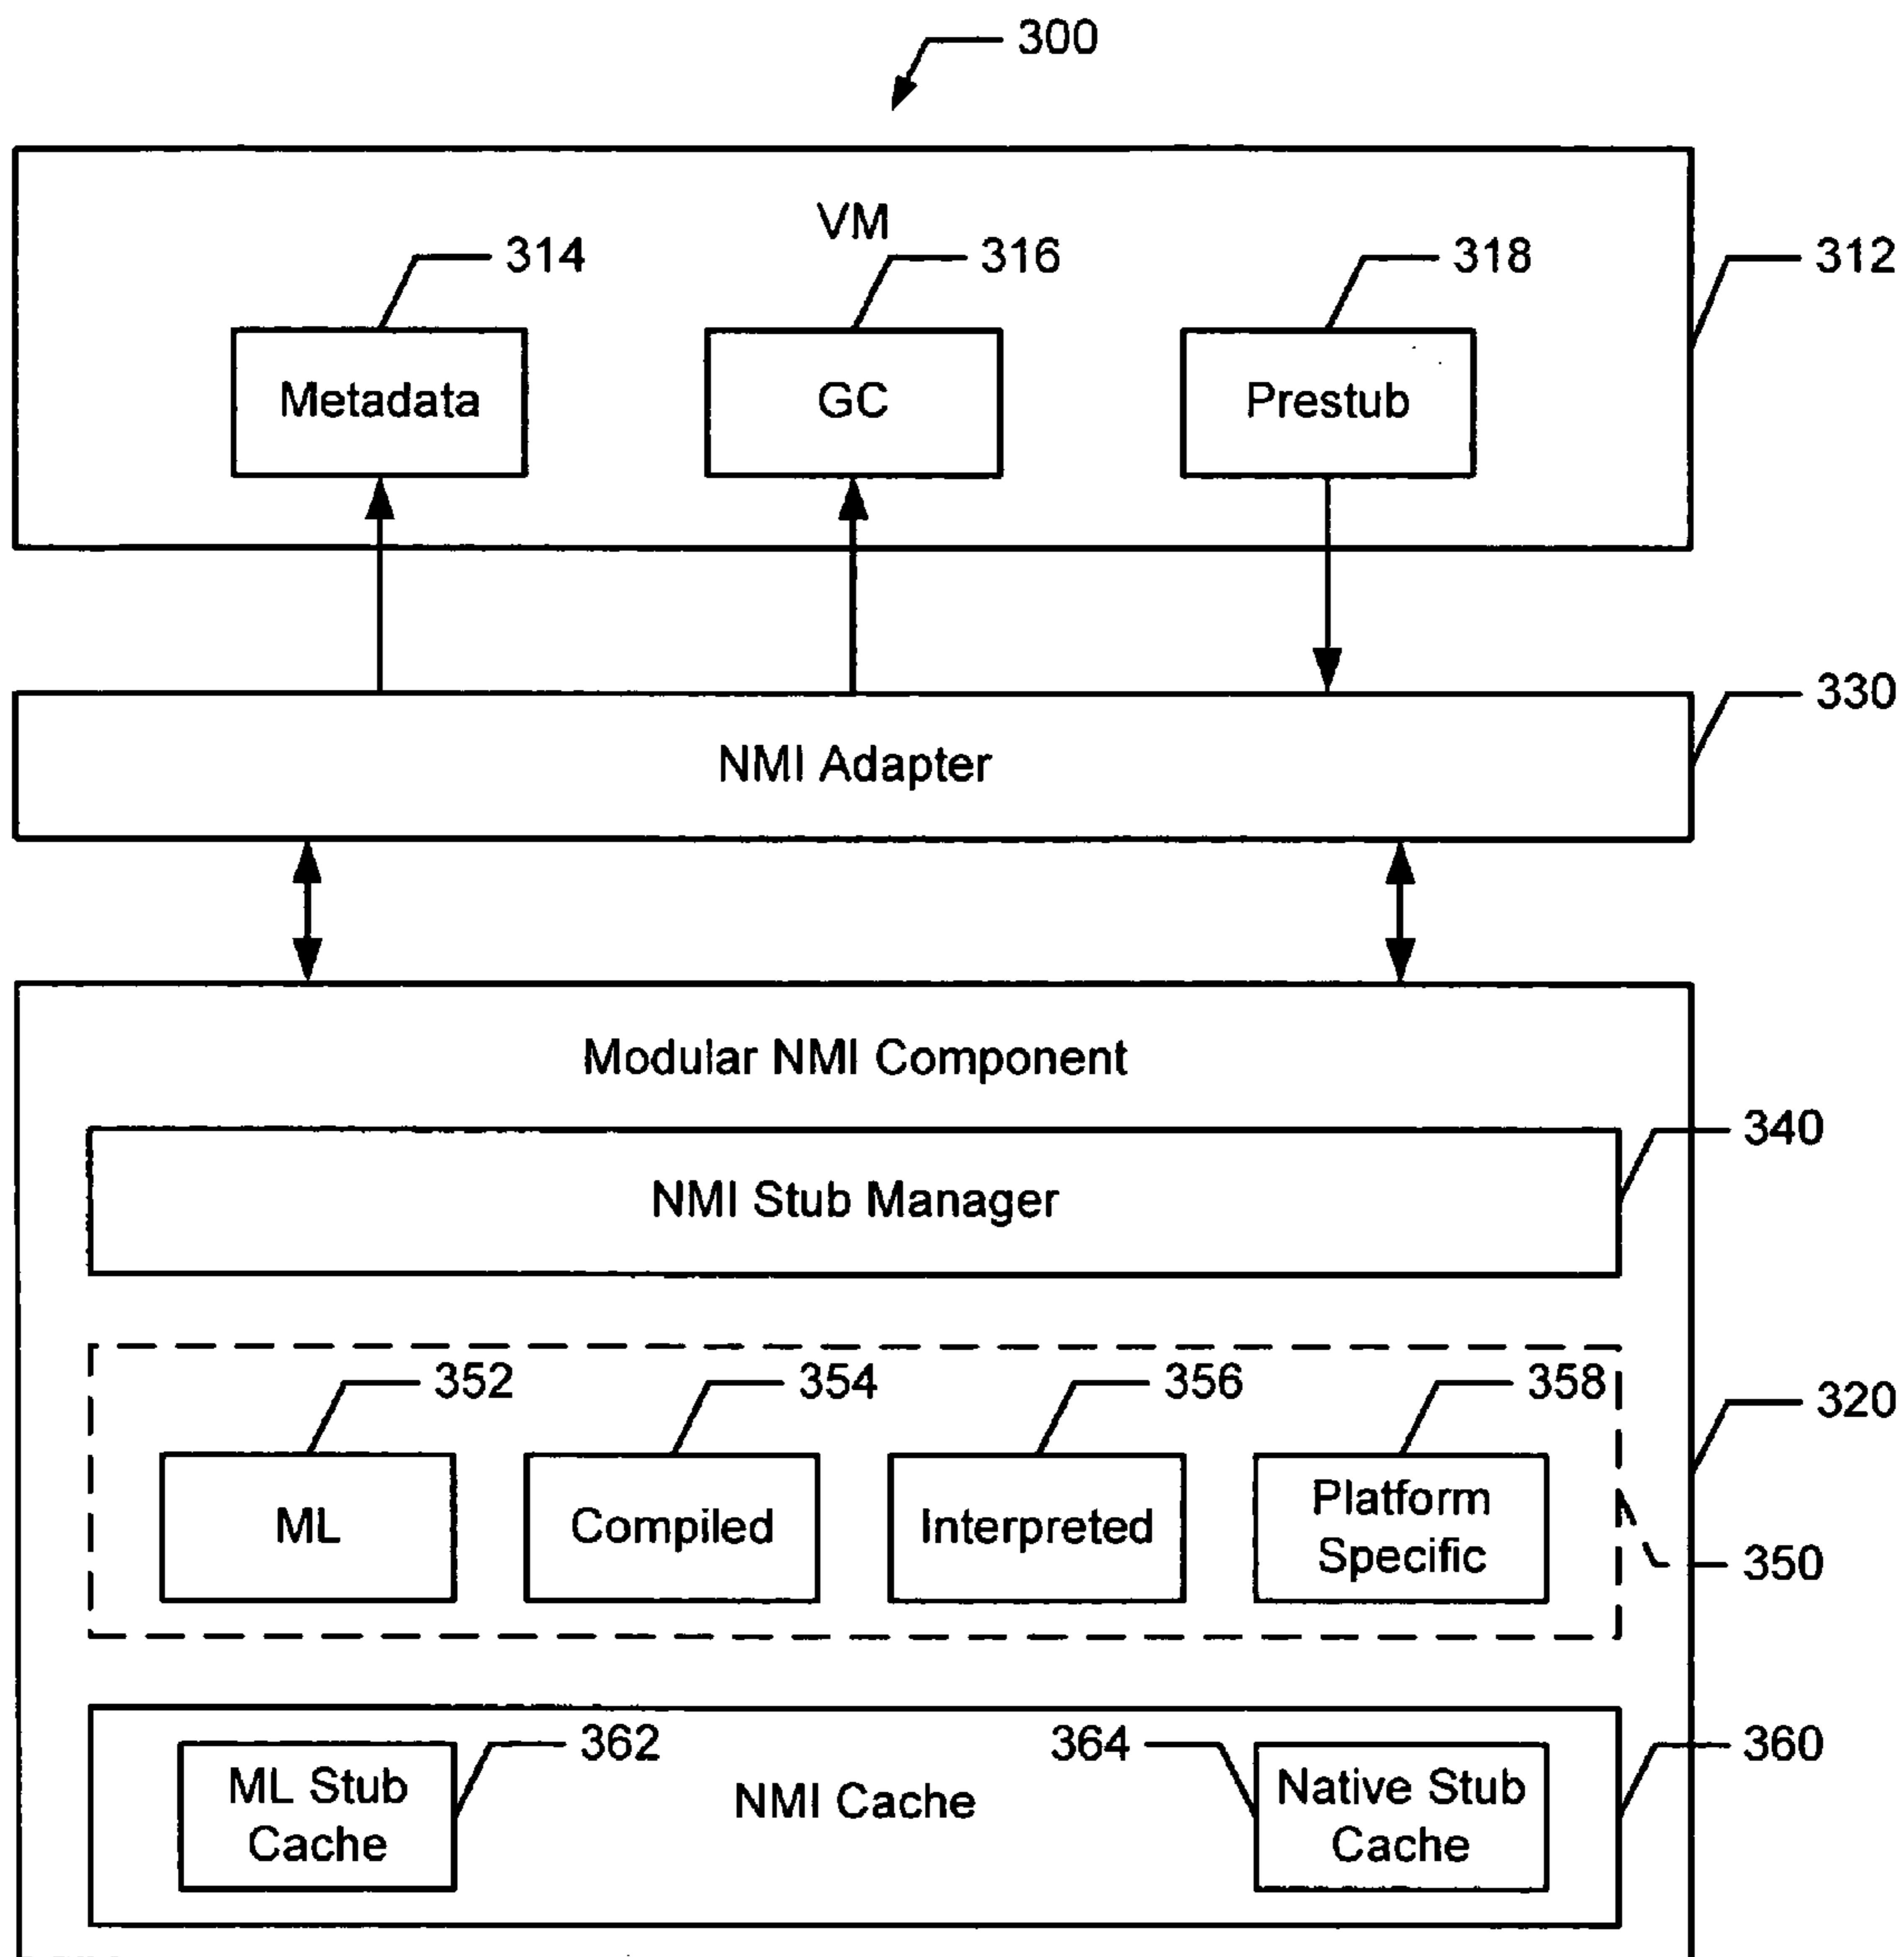 300
VM
314
316
318
312
Metadata
GC
Prestub
330
NMI Adapter
Modular NMI Component
340
NMI Stub Manager
352
354
356
358
320
ML
Compiled
Interpreted
Platform
Specific
350
362
364
360
ML Stub
Cache
NMI Cache
Native Stub
Cache